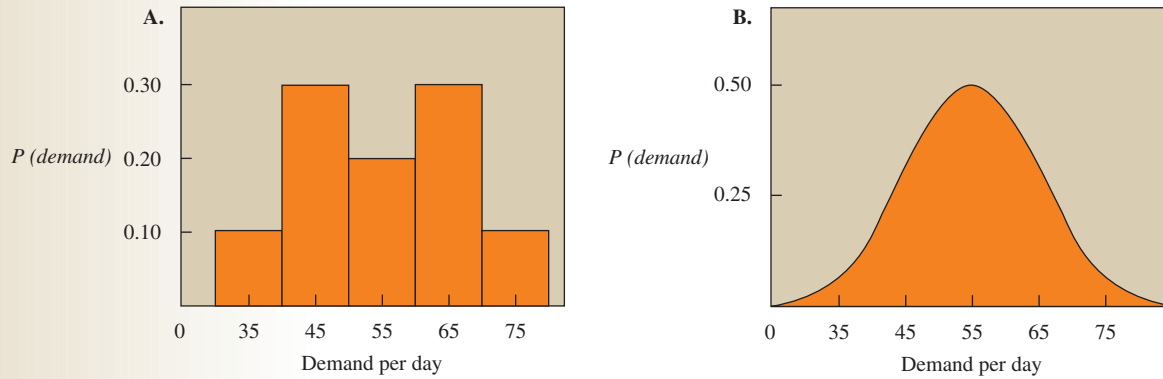 A.
0.30
P (demand) 0.20
0.10
0 35 45 55 65 75
Demand per day
B.
0.50
P (demand)
0.25
0 35 45 55 65 75
Demand per day